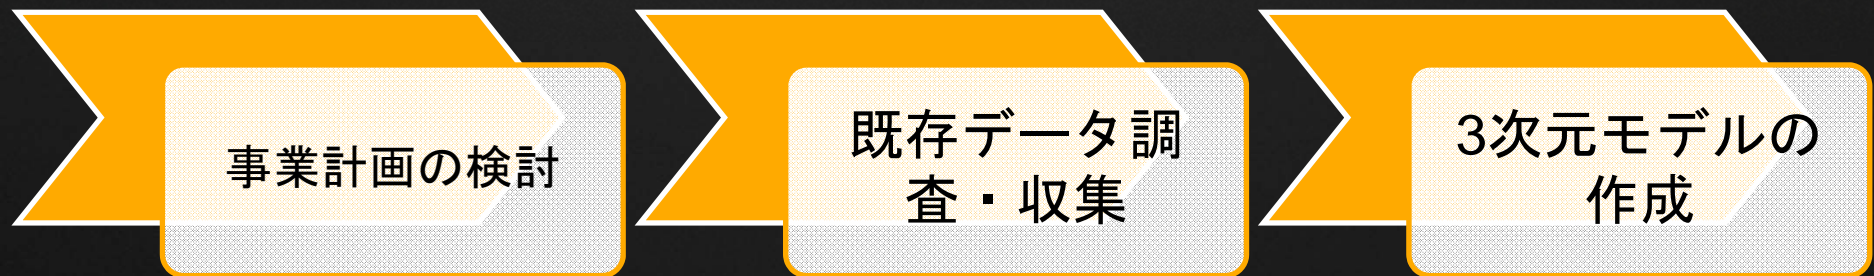 事業計画の検討
既存データ調
査・収集
3次元モデルの
作成